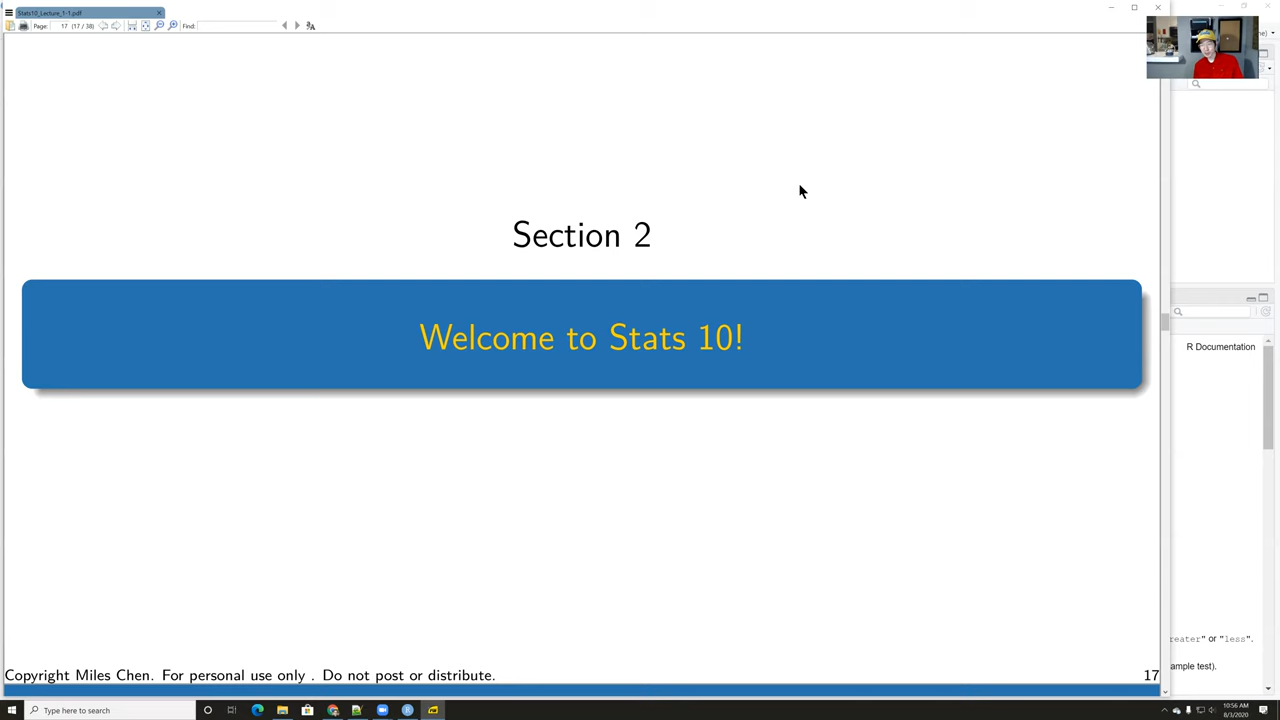 Stats10_Lecture_1-1.pdf
Page: 17 (17 / 38) Find:
Section 2
Welcome to Stats 10!
R Documentation
reater" or "less".
ample test).
Copyright Miles Chen. For personal use only . Do not post or distribute. 17
Type here to search
10:56 AM
8/3/2020